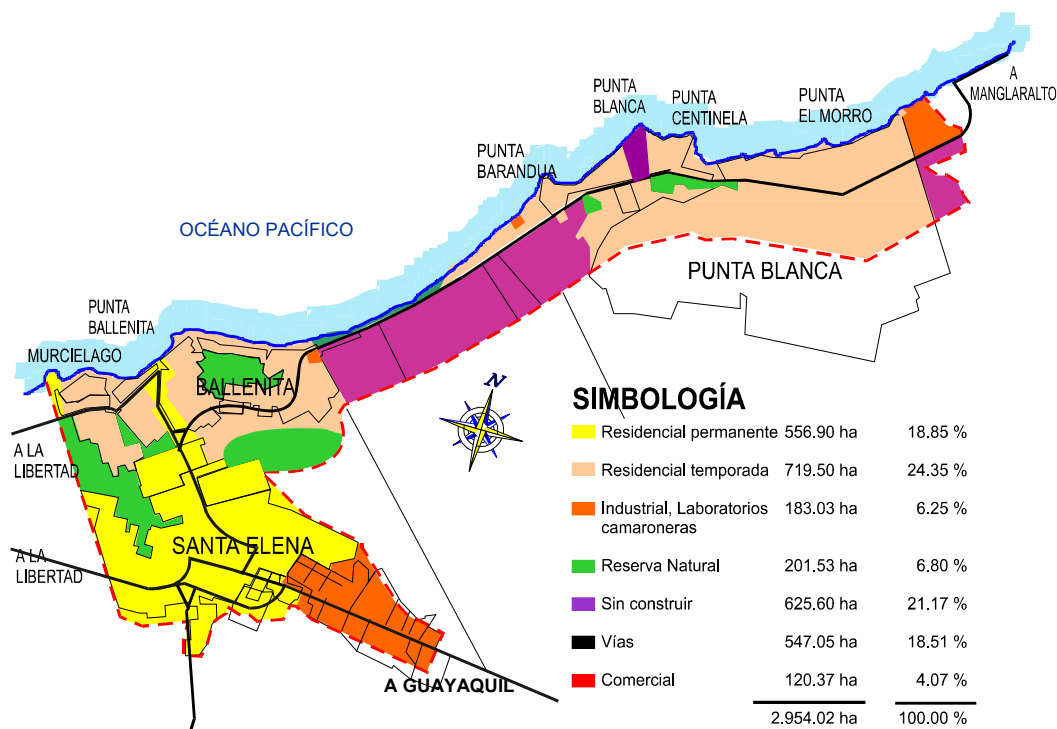 A
MANGLARALTO
PUNTA
BLANCA
PUNTA
CENTINELA
PUNTA
EL MORRO
PUNTA
BARANDUA
OCÉANO PACÍFICO
PUNTA BLANCA
PUNTA
BALLENITA
MURCIELAGO
BALLENITA
N
A LA
LIBERTAD
SANTA ELENA
A LA
LIBERTAD
A GUAYAQUIL
SIMBOLOGÍA
Residencial permanente 556.90 ha 18.85 %
Residencial temporada 719.50 ha 24.35 %
Industrial, Laboratorios
camaroneras
183.03 ha 6.25 %
Reserva Natural 201.53 ha 6.80 %
Sin construir 625.60 ha 21.17 %
Vías 547.05 ha 18.51 %
Comercial 120.37 ha 4.07 %
2.954.02 ha 100.00 %